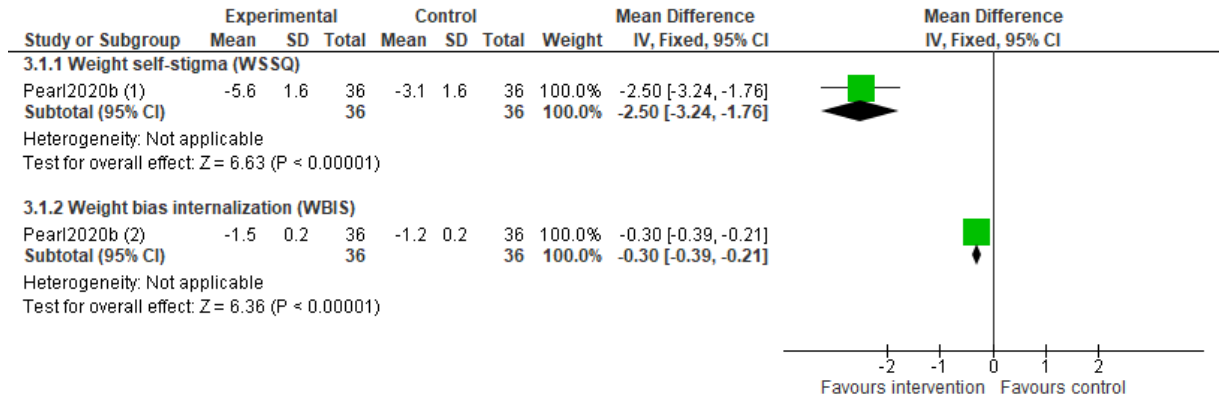 Experimental Control Mean Difference Mean Difference
Study or Subgroup Mean SD Total Mean SD Total Weight IV, Fixed, 95% CI IV, Fixed, 95% CI
3.1.1 Weight self-stigma (WSSQ)
Pearl2020b (1) -5.6 1.6 36 -3.1 1.6 36 100.0% -2.50 [-3.24, -1.76]
Subtotal (95% CI) 36 36 100.0% -2.50 [-3.24, -1.76]
Heterogeneity: Not applicable
Test for overall effect: Z = 6.63 (P < 0.00001)
3.1.2 Weight bias internalization (WBIS)
Pearl2020b (2) -1.5 0.2 36 -1.2 0.2 36 100.0% -0.30 [-0.39, -0.21]
Subtotal (95% CI) 36 36 100.0% -0.30 [-0.39, -0.21]
Heterogeneity: Not applicable
Test for overall effect: Z = 6.36 (P < 0.00001)
-2 -1 0 1 2
Favours intervention Favours control